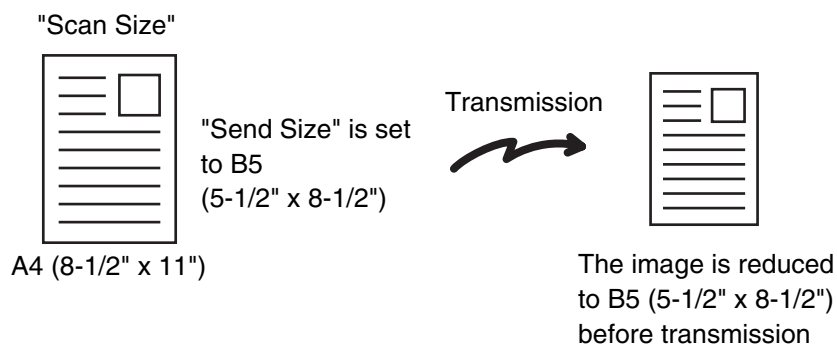 "Scan Size"
"Send Size" is set
to B5
(5-1/2" x 8-1/2")
A4 (8-1/2" x 11")
Transmission
The image is reduced
to B5 (5-1/2" x 8-1/2")
before transmission